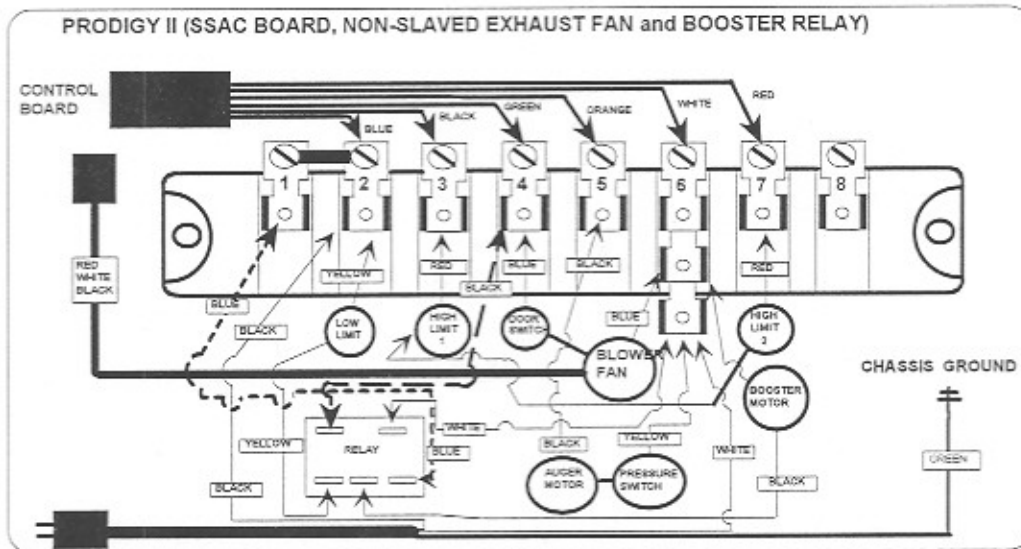 PRODIGY II (SSAC BOARD, NON-SLAVED EXHAUST FAN and BOOSTER RELAY)
CONTROL
BOARD
BLUE
BLACK
GREEN
ORANGE
WHITE
RED
1 2 3 4 5 6 7 8
RED
WHITE
BLACK
BLUE
BLACK
YELLOW
RED
BLACK
BLUE
BLACK
BLUE
RED
LOW
LIMIT
HIGH
LIMIT
1
DOOR
SWITCH
BLOWER
FAN
HIGH
LIMIT
2
BOOSTER
MOTOR
CHASSIS GROUND
RELAY
YELLOW
BLACK
WHITE
BLUE
BLACK
YELLOW
WHITE
BLACK
GREEN
AUGER
MOTOR
PRESSURE
SWITCH